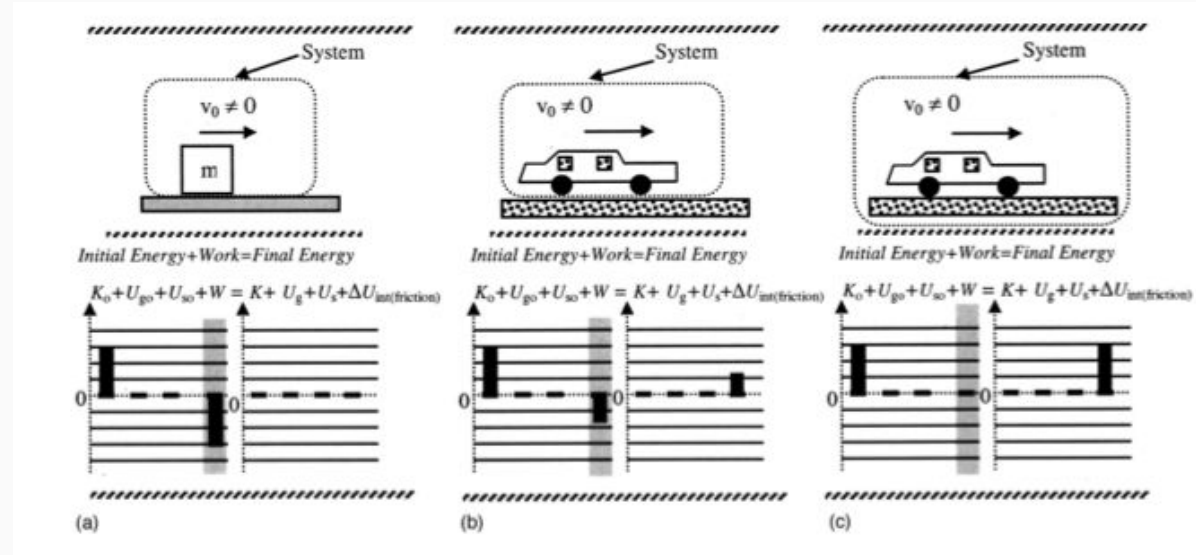 System
v₀ ≠ 0
m
Initial Energy+Work=Final Energy
K₀+U_go+U_so+W = K+ U_g+U_s+ΔU_int(friction)
0
0
(a)
System
v₀ ≠ 0
Initial Energy+Work=Final Energy
K₀+U_go+U_so+W = K+ U_g+U_s+ΔU_int(friction)
0
0
(b)
System
v₀ ≠ 0
Initial Energy+Work=Final Energy
K₀+U_go+U_so+W = K+ U_g+U_s+ΔU_int(friction)
0
0
(c)